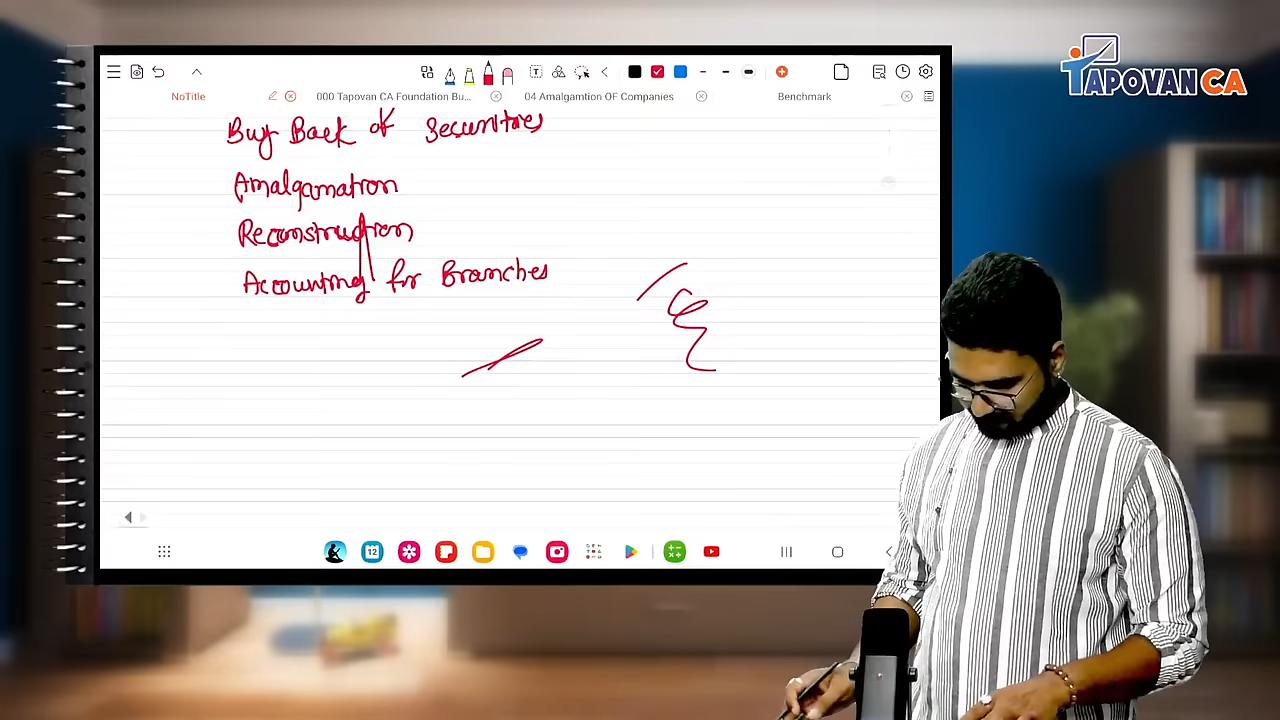 TAPOVAN CA
NoTitle
000 Tapovan CA Foundation Bu...
04 Amalgamtion OF Companies
Benchmark
Buy Back of Securities
Amalgamation
Reconstruction
Accounting for Branches
12